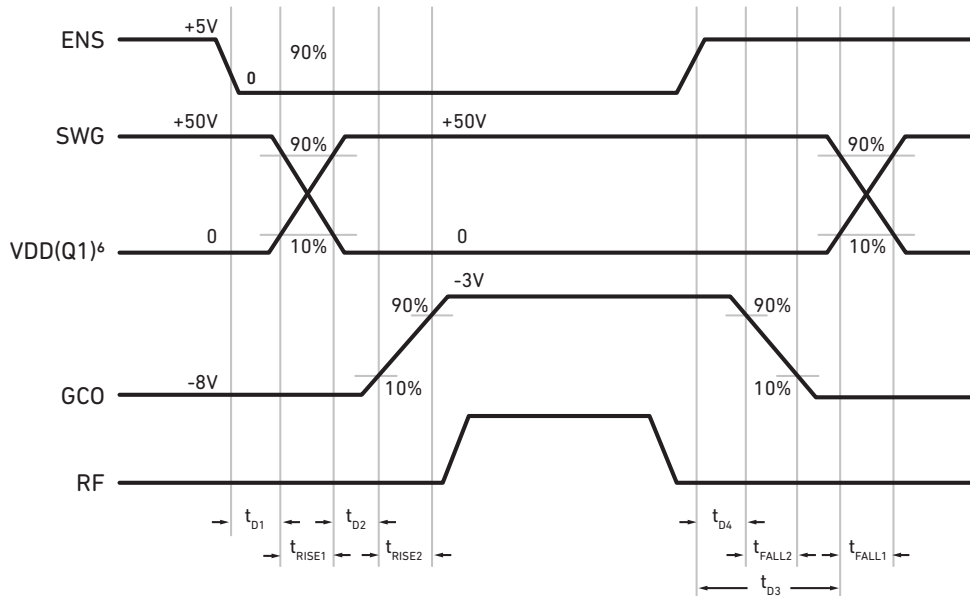 ENS
+5V
90%
0
SWG
+50V
+50V
90%
90%
VDD(Q1)⁶
0
10%
0
10%
-3V
90%
90%
GCO
-8V
10%
10%
RF
tD1
tD2
tD4
tRISE1
tRISE2
tFALL2
tFALL1
tD3